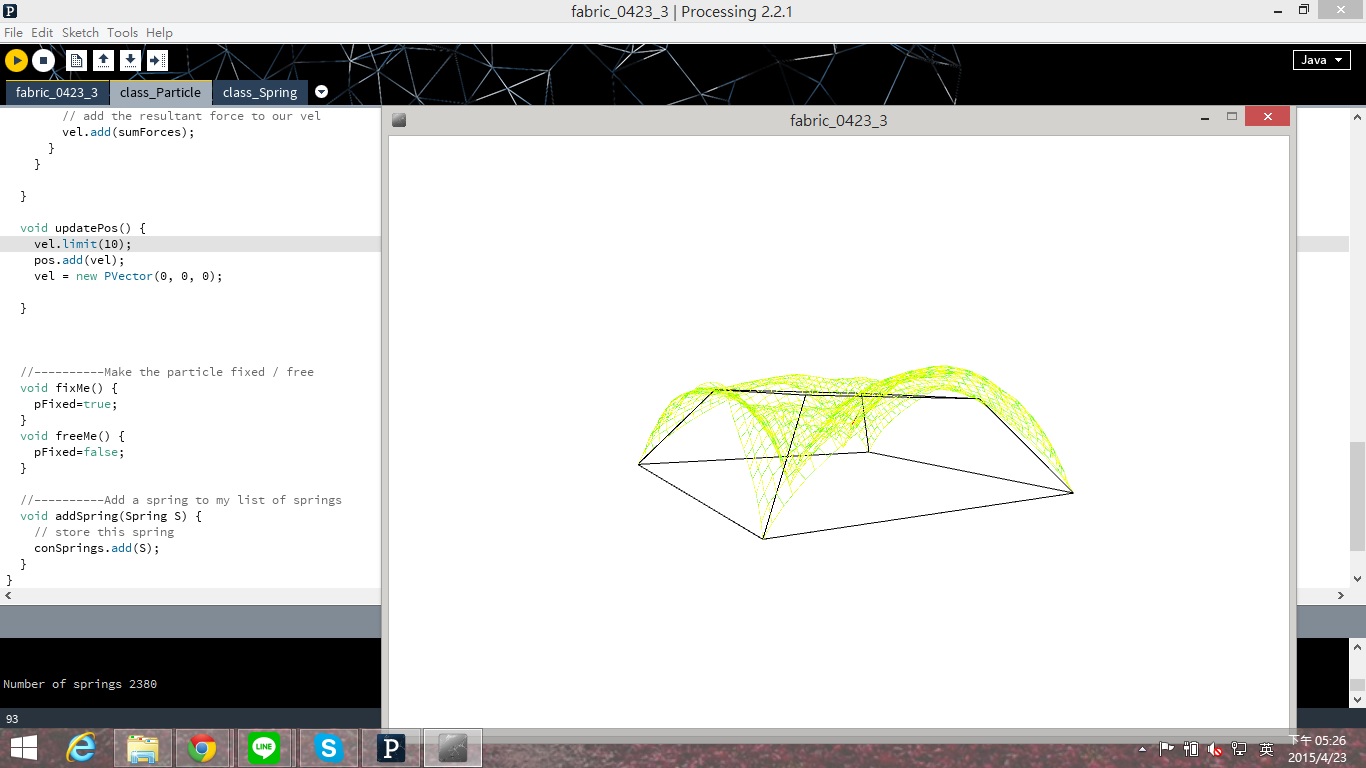 fabric_0423_3 | Processing 2.2.1
File Edit Sketch Tools Help
Java
fabric_0423_3 class_Particle class_Spring
// add the resultant force to our vel
vel.add(sumForces);
}
}
}
void updatePos() {
vel.limit(10);
pos.add(vel);
vel = new PVector(0, 0, 0);
}
//----------Make the particle fixed / free
void fixMe() {
pFixed=true;
}
void freeMe() {
pFixed=false;
}
//----------Add a spring to my list of springs
void addSpring(Spring S) {
// store this spring
conSprings.add(S);
}
}
fabric_0423_3
Number of springs 2380
93
LINE
英
下午 05:26
2015/4/23